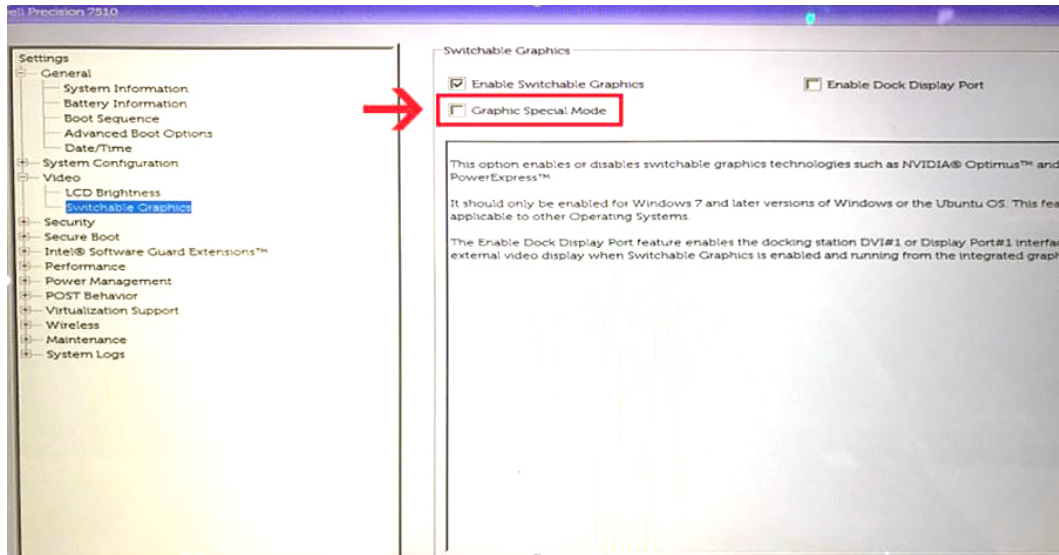 ell Precision 7510
Settings
General
System Information
Battery Information
Boot Sequence
Advanced Boot Options
Date/Time
System Configuration
Video
LCD Brightness
Switchable Graphics
Security
Secure Boot
Intel® Software Guard Extensions™
Performance
Power Management
POST Behavior
Virtualization Support
Wireless
Maintenance
System Logs
Switchable Graphics
Enable Switchable Graphics
Enable Dock Display Port
Graphic Special Mode
This option enables or disables switchable graphics technologies such as NVIDIA® Optimus™ and
PowerExpress™
It should only be enabled for Windows 7 and later versions of Windows or the Ubuntu OS. This fea
applicable to other Operating Systems.
The Enable Dock Display Port feature enables the docking station DVI#1 or Display Port#1 interfa
external video display when Switchable Graphics is enabled and running from the integrated grap